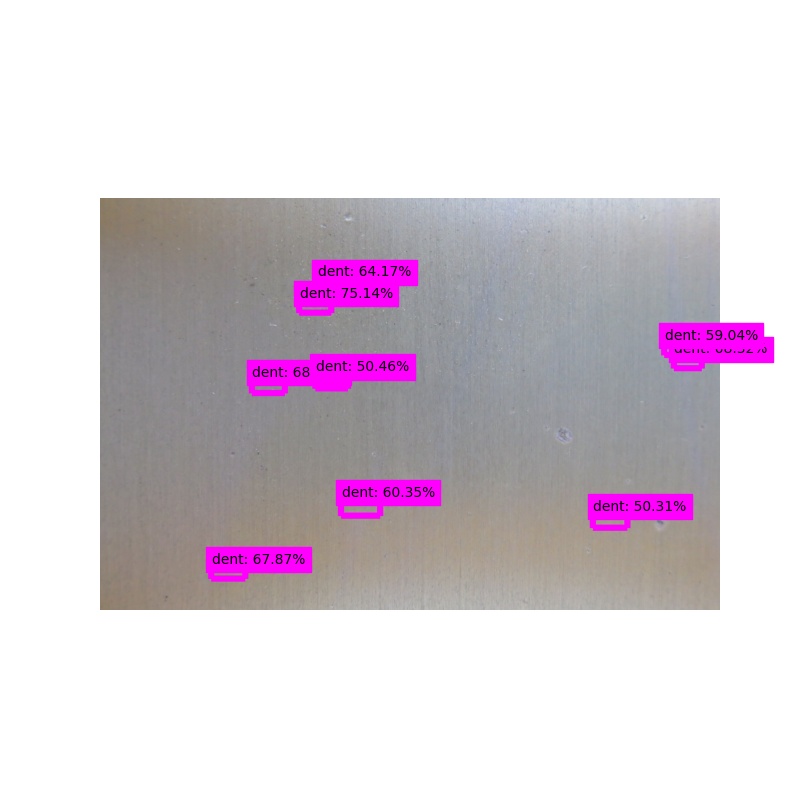 dent: 64.17%
dent: 75.14%
dent: 59.04%
dent: 68
dent: 50.46%
dent: 60.35%
dent: 50.31%
dent: 67.87%